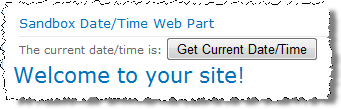 Sandbox Date/Time Web Part
The current date/time is: Get Current Date/Time
Welcome to your site!